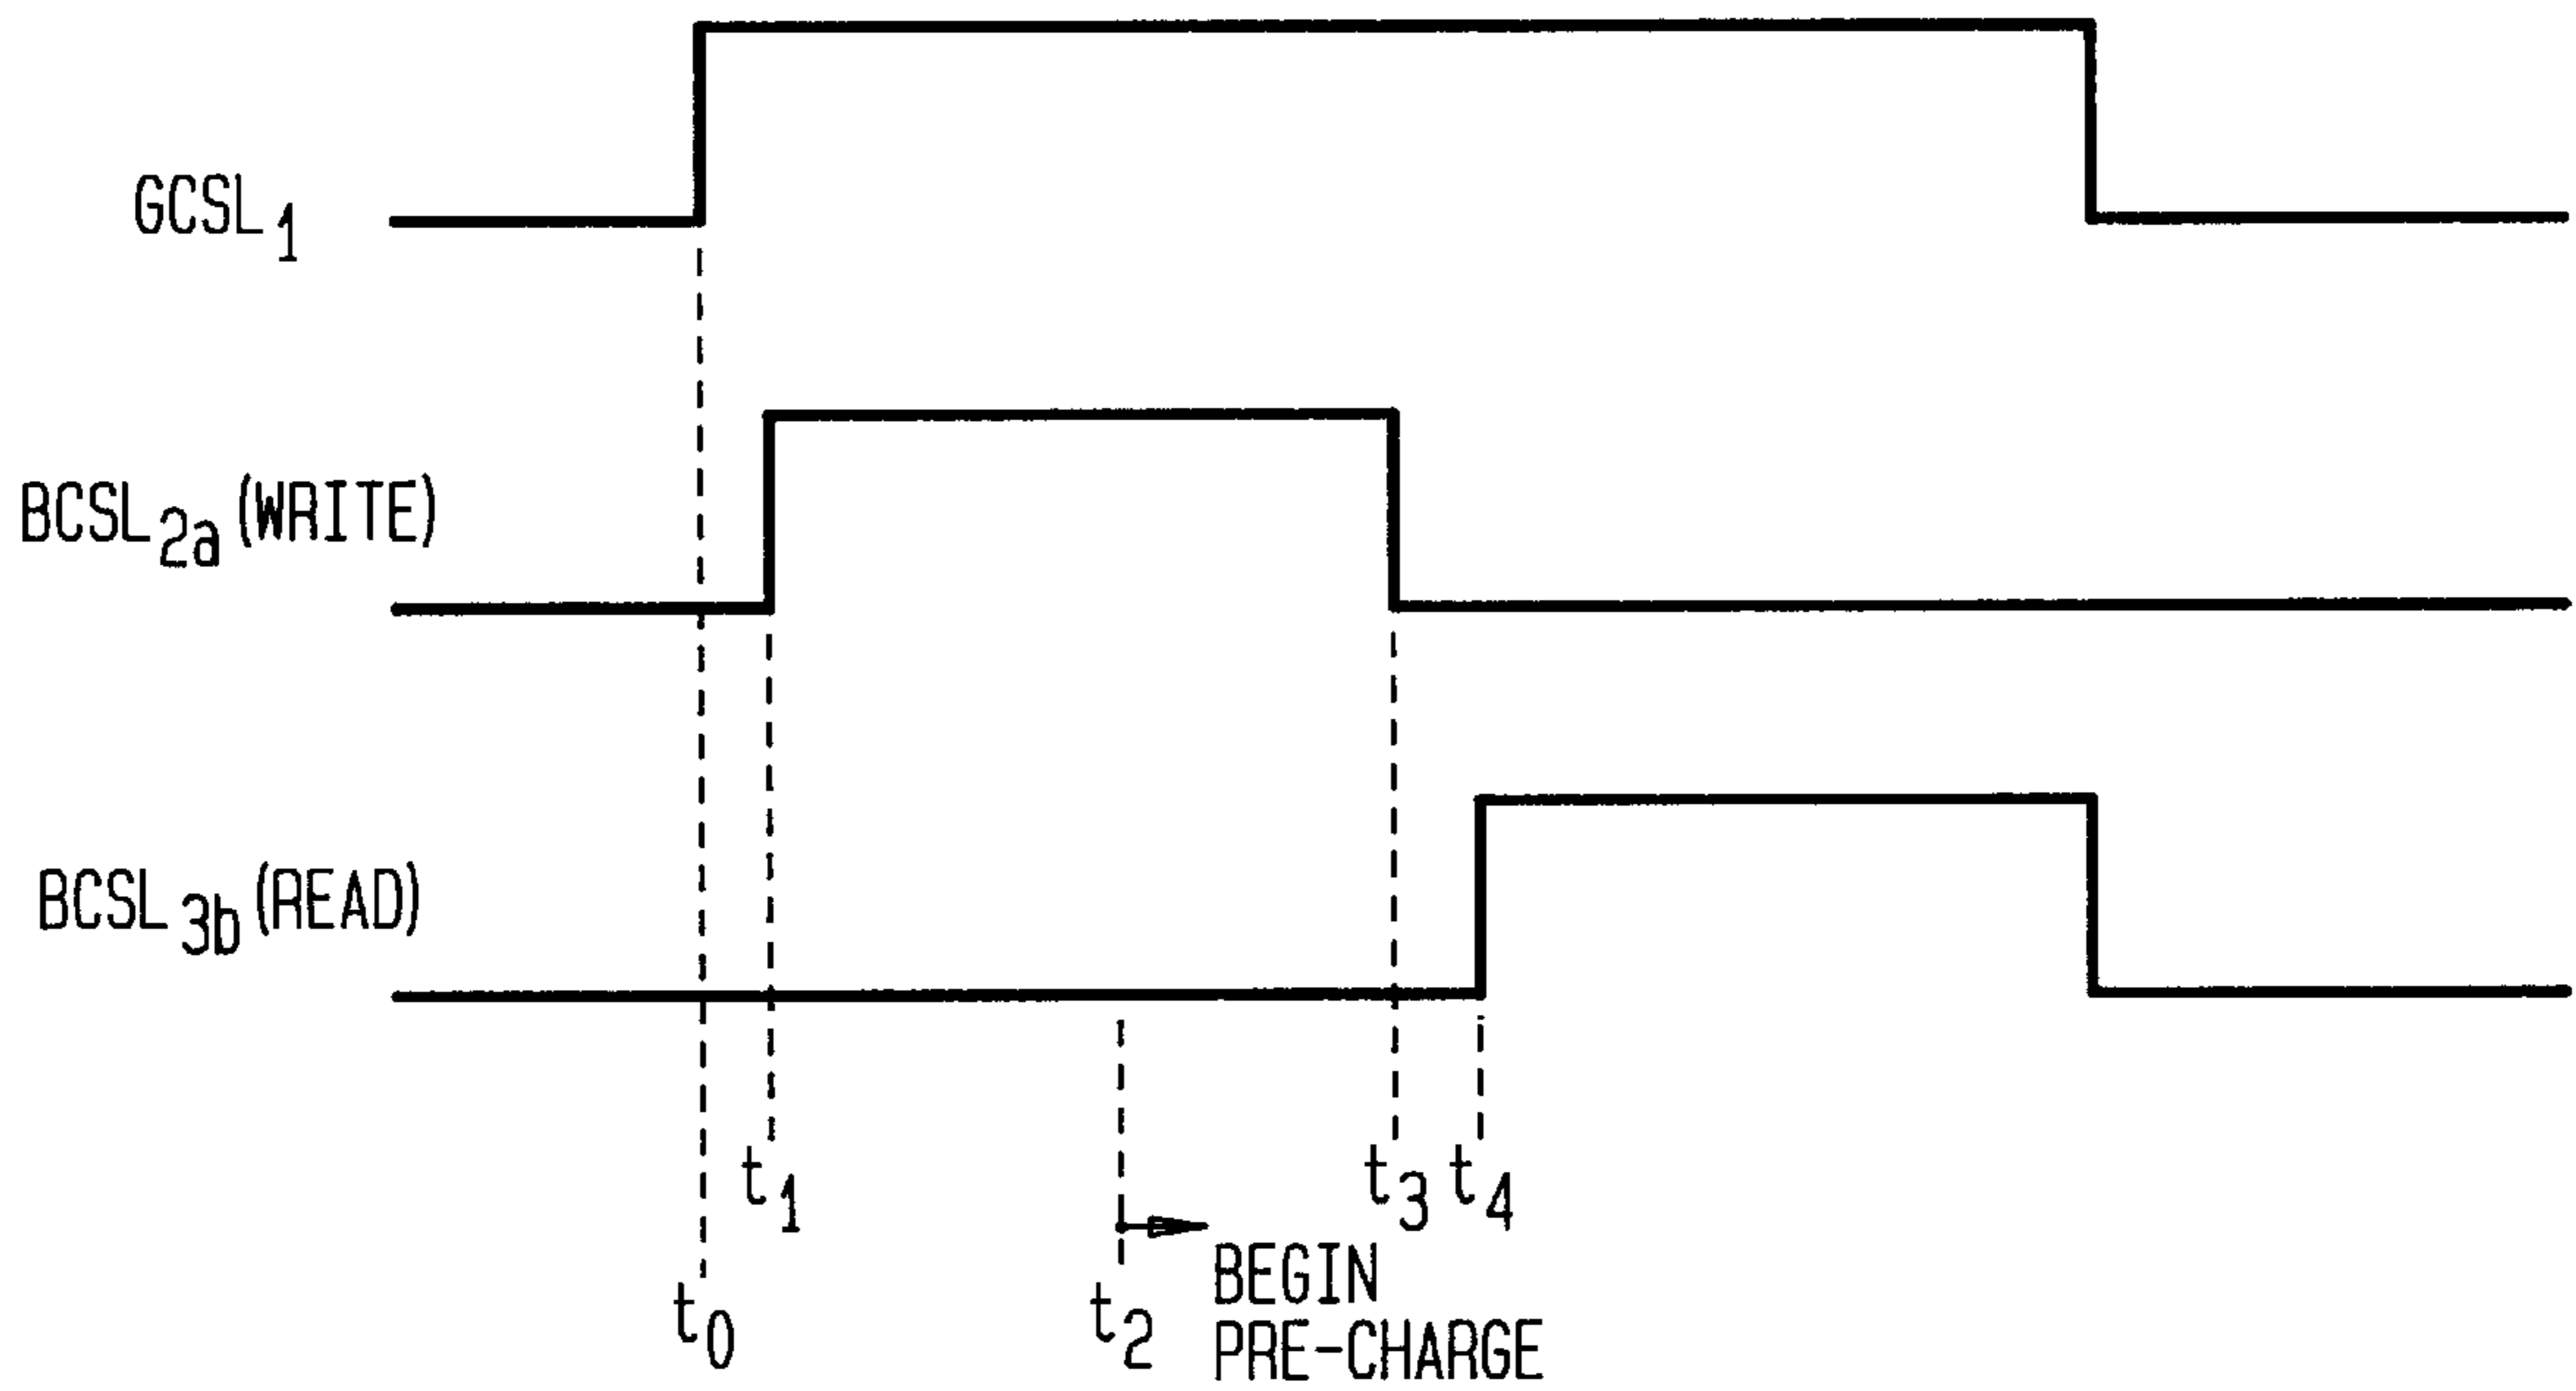 GCSL1
BCSL2a (WRITE)
BCSL3b (READ)
t1
t3 t4
t0
t2
BEGIN
PRE-CHARGE